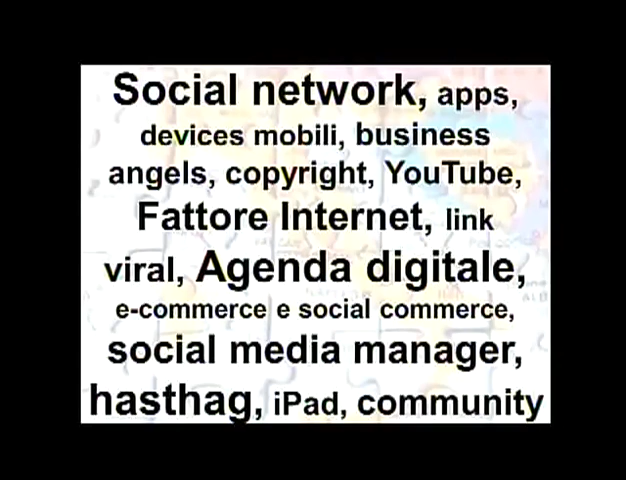 Social network, apps,
devices mobili, business
angels, copyright, YouTube,
Fattore Internet, link
viral, Agenda digitale,
e-commerce e social commerce,
social media manager,
hasthag, iPad, community